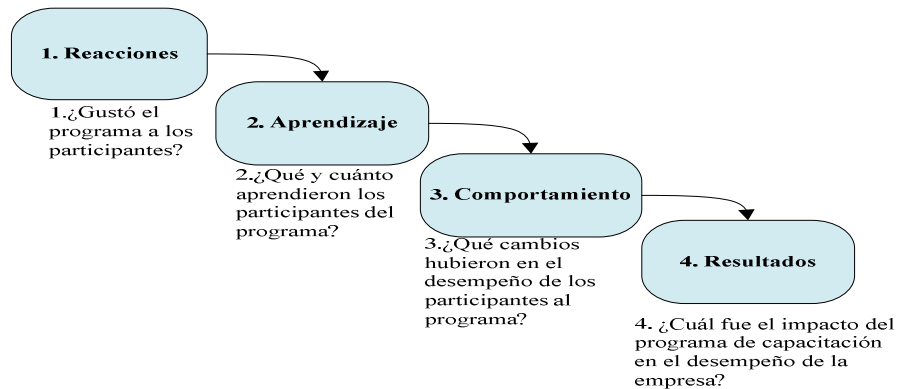 1. Reacciones
1.¿Gustó el
programa a los
participantes?
2. Aprendizaje
2.¿Qué y cuánto
aprendieron los
participantes del
programa?
3. Comportamiento
3.¿Qué cambios
hubieron en el
desempeño de los
participantes al
programa?
4. Resultados
4. ¿Cuál fue el impacto del
programa de capacitación
en el desempeño de la
empresa?